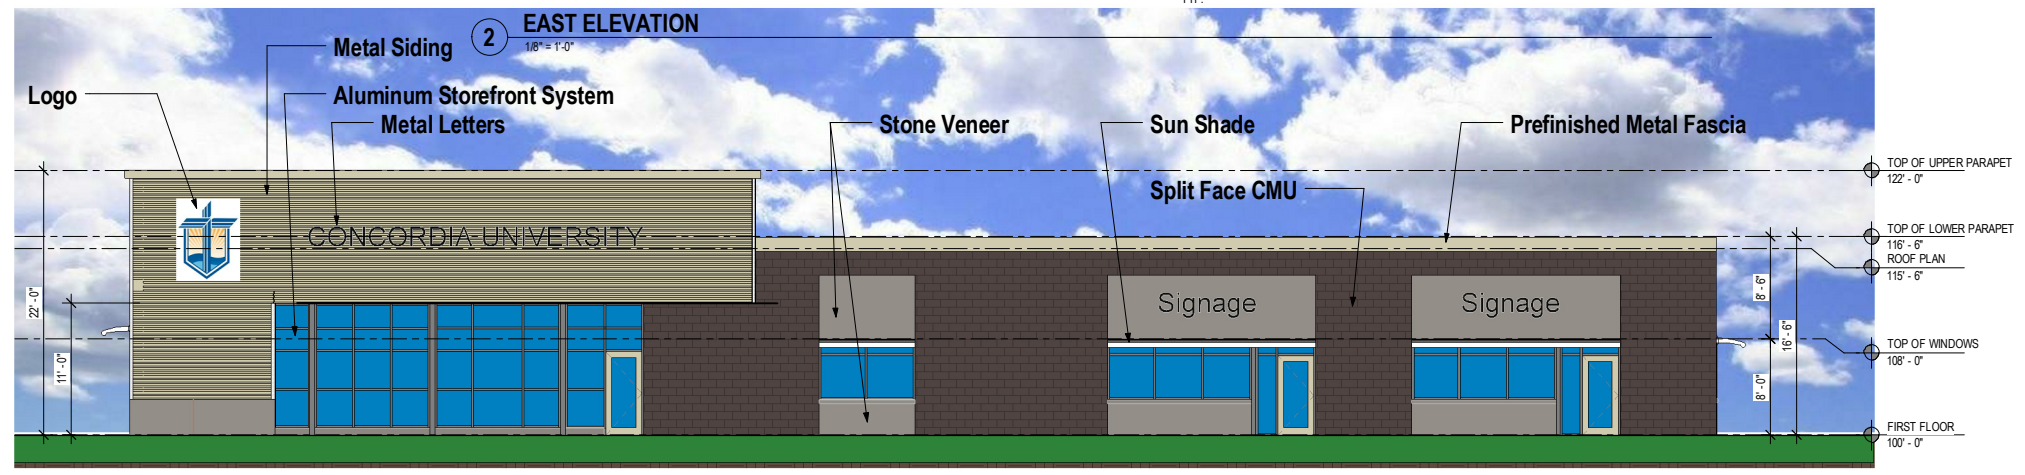 2
EAST ELEVATION
1/8" = 1'-0"
Metal Siding
Logo
Aluminum Storefront System
Metal Letters
Stone Veneer
Sun Shade
Prefinished Metal Fascia
Split Face CMU
CONCORDIA UNIVERSITY
Signage
Signage
TOP OF UPPER PARAPET
122' - 0"
TOP OF LOWER PARAPET
116' - 6"
ROOF PLAN
115' - 6"
TOP OF WINDOWS
108' - 0"
FIRST FLOOR
100' - 0"
22' - 0"
11' - 0"
8' - 6"
16' - 6"
8' - 0"